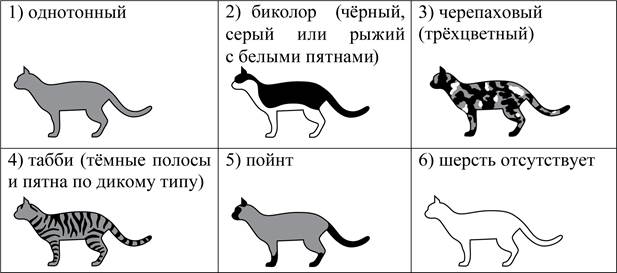 1) однотонный
2) биколор (чёрный,
серый или рыжий
с белыми пятнами)
3) черепаховый
(трёхцветный)
4) табби (тёмные полосы
и пятна по дикому типу)
5) пойнт
6) шерсть отсутствует